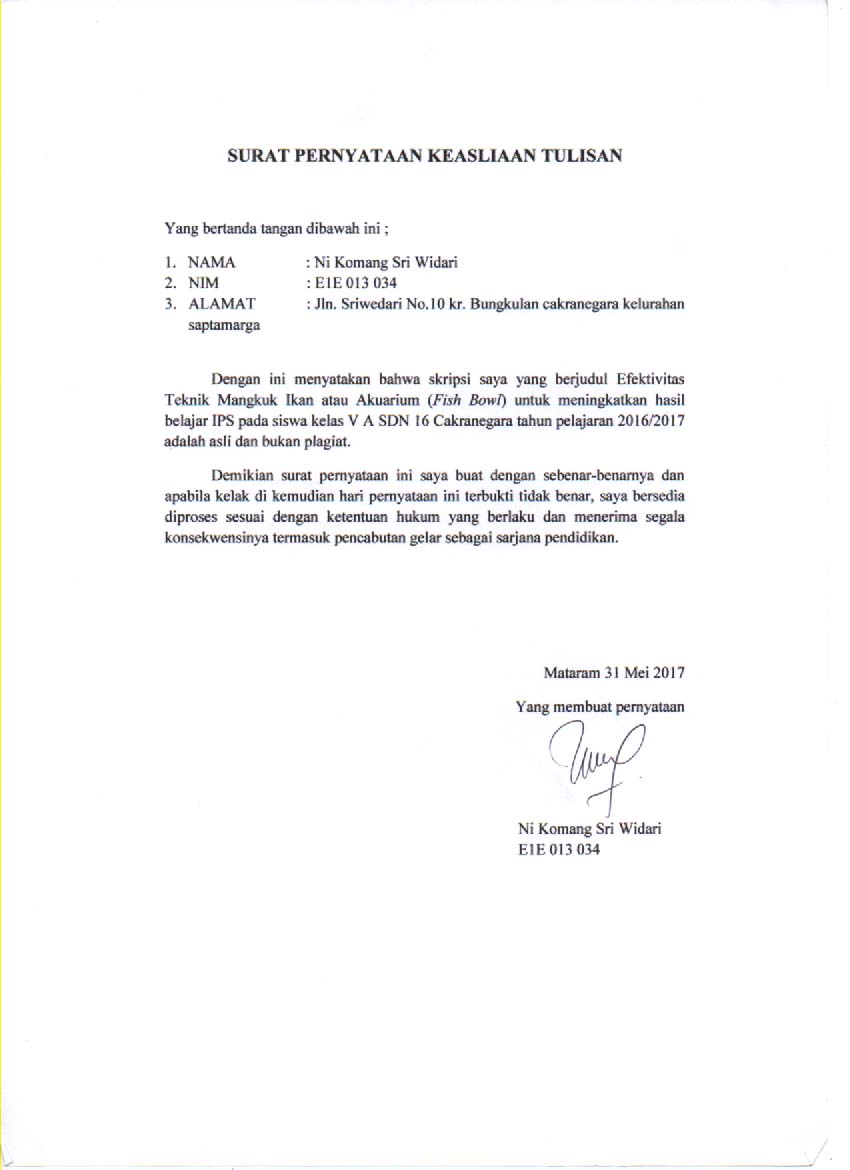 SURAT PERNYATAAN KEASLIAAN TULISAN
Yang bertanda tangan dibawah ini ;
1. NAMA : Ni Komang Sri Widari
2. NIM : E1E 013 034
3. ALAMAT : Jln. Sriwedari No.10 kr. Bungkulan cakranegara kelurahan
saptamarga
Dengan ini menyatakan bahwa skripsi saya yang berjudul Efektivitas
Teknik Mangkuk Ikan atau Akuarium (Fish Bowl) untuk meningkatkan hasil
belajar IPS pada siswa kelas V A SDN 16 Cakranegara tahun pelajaran 2016/2017
adalah asli dan bukan plagiat.
Demikian surat pernyataan ini saya buat dengan sebenar-benarnya dan
apabila kelak di kemudian hari pernyataan ini terbukti tidak benar, saya bersedia
diproses sesuai dengan ketentuan hukum yang berlaku dan menerima segala
konsekwensinya termasuk pencabutan gelar sebagai sarjana pendidikan.
Mataram 31 Mei 2017
Yang membuat pernyataan
Ni Komang Sri Widari
E1E 013 034